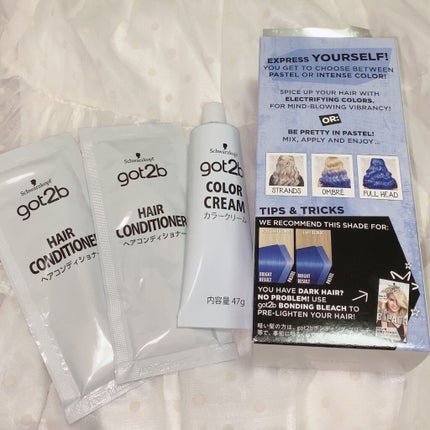 Schwarzkopf
got2b
HAIR
CONDITIONER
ヘアコンディショナー
Schwarzkopf
got2b
HAIR
CONDITIONER
ヘアコンディショナー
Schwarzkopf
got2b
COLOR
CREAM
カラークリーム
内容量 47g
EXPRESS YOURSELF!
YOU GET TO CHOOSE BETWEEN
PASTEL OR INTENSE COLOR!
SPICE UP YOUR HAIR WITH
ELECTRIFYING COLORS.
FOR MIND-BLOWING VIBRANCY!
OR:
BE PRETTY IN PASTEL!
MIX, APPLY AND ENJOY...
STRANDS
OMBRÉ
FULL HEAD
TIPS & TRICKS
WE RECOMMEND THIS SHADE FOR:
BRIGHT
RESULT
PASTEL
BRIGHT
RESULT
PASTEL
YOU HAVE DARK HAIR?
NO PROBLEM! USE
got2b BONDING BLEACH TO
PRE-LIGHTEN YOUR HAIR!